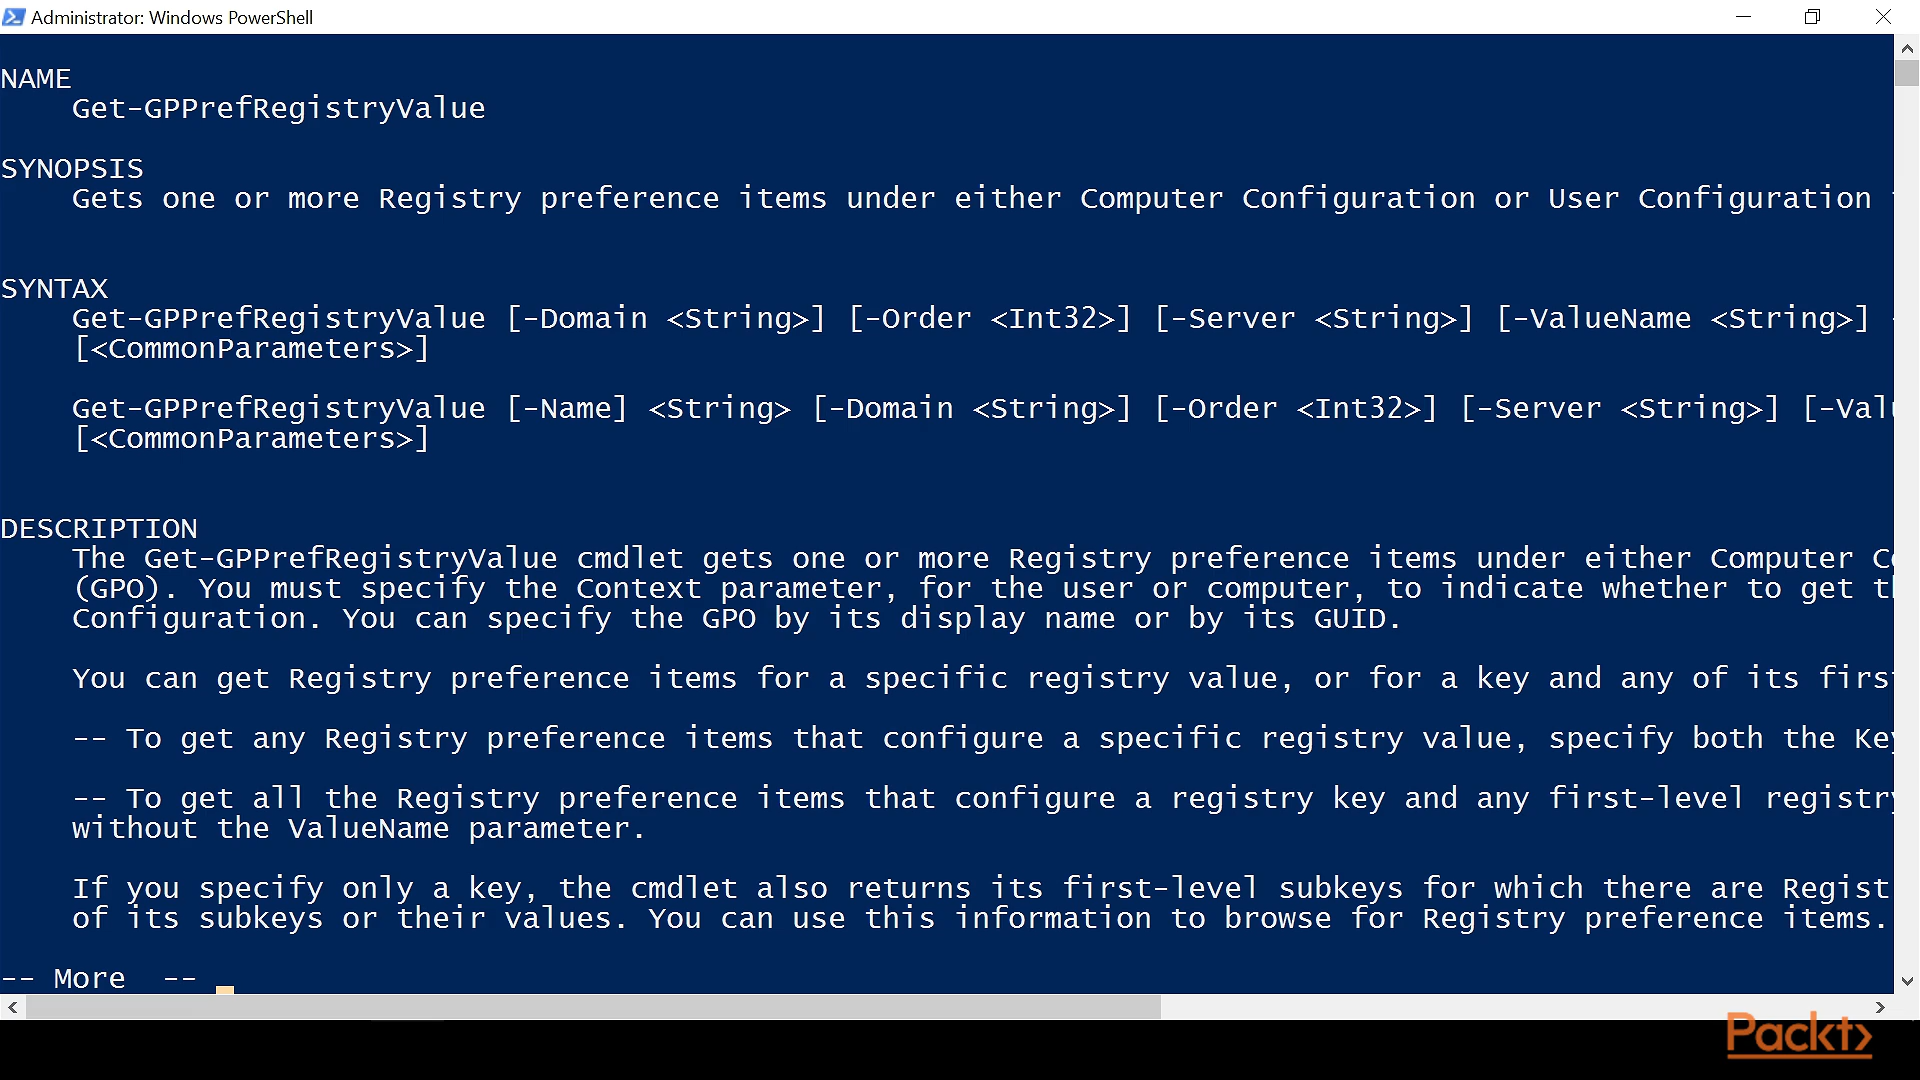 Administrator: Windows PowerShell
NAME
Get-GPPrefRegistryValue
SYNOPSIS
Gets one or more Registry preference items under either Computer Configuration or User Configuration
SYNTAX
Get-GPPrefRegistryValue [-Domain <String>] [-Order <Int32>] [-Server <String>] [-ValueName <String>]
[<CommonParameters>]
Get-GPPrefRegistryValue [-Name] <String> [-Domain <String>] [-Order <Int32>] [-Server <String>] [-Val
[<CommonParameters>]
DESCRIPTION
The Get-GPPrefRegistryValue cmdlet gets one or more Registry preference items under either Computer C
(GPO). You must specify the Context parameter, for the user or computer, to indicate whether to get t
Configuration. You can specify the GPO by its display name or by its GUID.
You can get Registry preference items for a specific registry value, or for a key and any of its firs
-- To get any Registry preference items that configure a specific registry value, specify both the Key
-- To get all the Registry preference items that configure a registry key and any first-level registry
without the ValueName parameter.
If you specify only a key, the cmdlet also returns its first-level subkeys for which there are Regist
of its subkeys or their values. You can use this information to browse for Registry preference items.
-- More --
Packt>